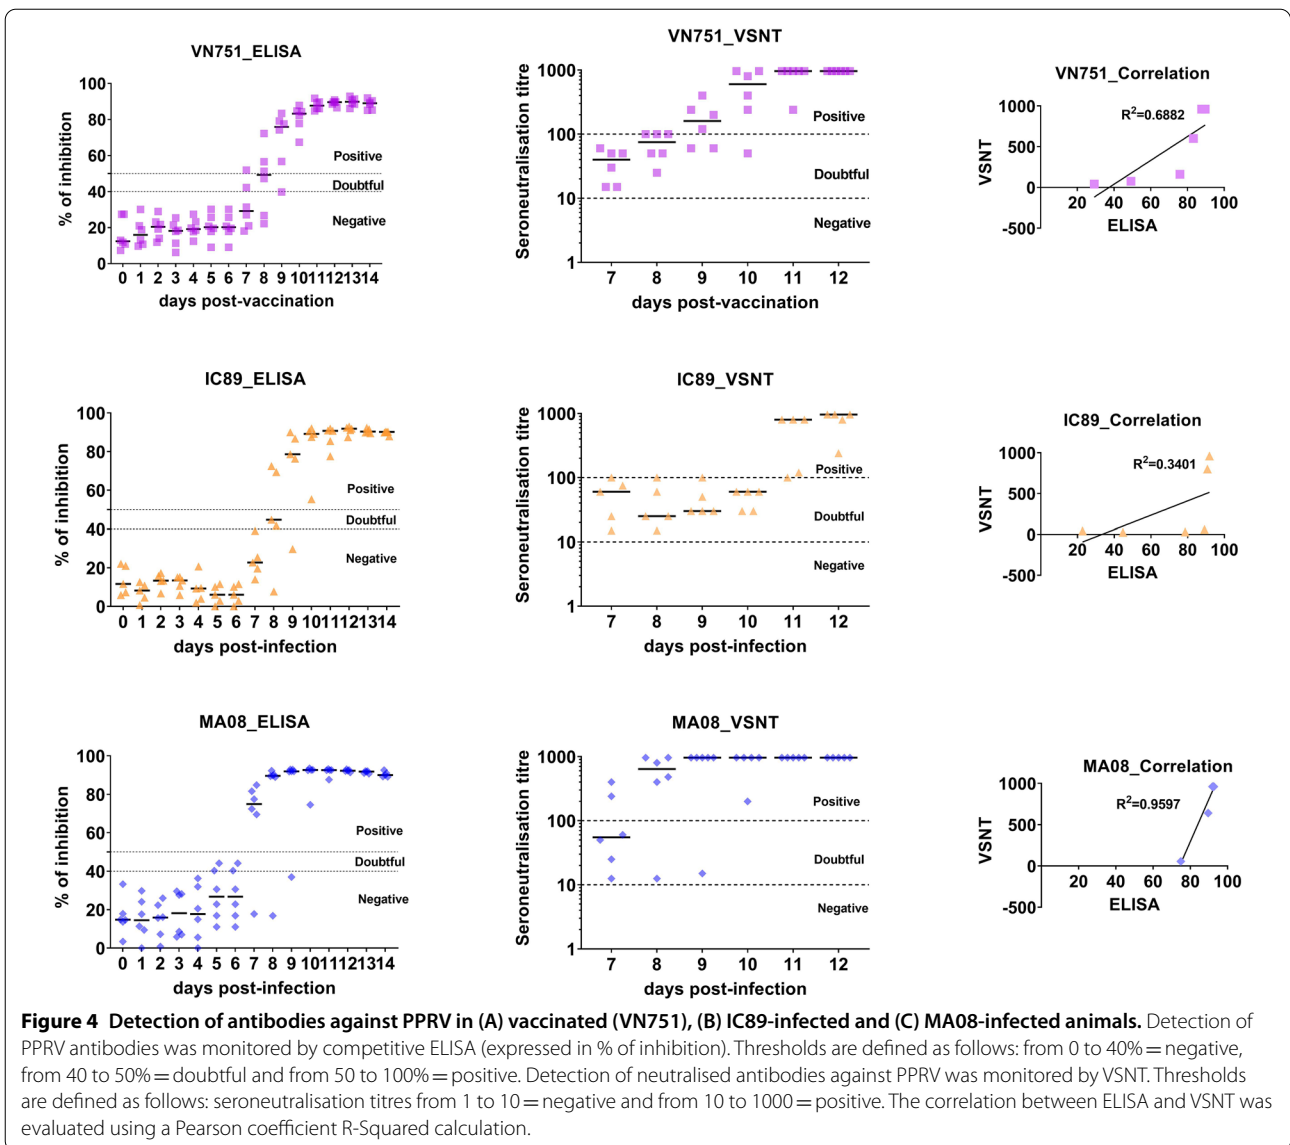 VN751_ELISA
% of inhibition
100
80
60
40
20
0
Positive
Doubtful
Negative
0 1 2 3 4 5 6 7 8 9 10 11 12 13 14
days post-vaccination
VN751_VSNT
Seroneutralisation titre
1000
100
10
1
Positive
Doubtful
Negative
7 8 9 10 11 12
days post-vaccination
VN751_Correlation
VSNT
1000
500
0
-500
R²=0.6882
20 40 60 80 100
ELISA
IC89_ELISA
% of inhibition
100
80
60
40
20
0
Positive
Doubtful
Negative
0 1 2 3 4 5 6 7 8 9 10 11 12 13 14
days post-infection
IC89_VSNT
Seroneutralisation titre
1000
100
10
1
Positive
Doubtful
Negative
7 8 9 10 11 12
days post-infection
IC89_Correlation
VSNT
1000
500
0
-500
R²=0.3401
20 40 60 80 100
ELISA
MA08_ELISA
% of inhibition
100
80
60
40
20
0
Positive
Doubtful
Negative
0 1 2 3 4 5 6 7 8 9 10 11 12 13 14
days post-infection
MA08_VSNT
Seroneutralisation titre
1000
100
10
1
Positive
Doubtful
Negative
7 8 9 10 11 12
days post-infection
MA08_Correlation
VSNT
1000
500
0
-500
R²=0.9597
20 40 60 80 100
ELISA
Figure 4 Detection of antibodies against PPRV in (A) vaccinated (VN751), (B) IC89-infected and (C) MA08-infected animals. Detection of
PPRV antibodies was monitored by competitive ELISA (expressed in % of inhibition). Thresholds are defined as follows: from 0 to 40% = negative,
from 40 to 50% = doubtful and from 50 to 100% = positive. Detection of neutralised antibodies against PPRV was monitored by VSNT. Thresholds
are defined as follows: seroneutralisation titres from 1 to 10 = negative and from 10 to 1000 = positive. The correlation between ELISA and VSNT was
evaluated using a Pearson coefficient R-Squared calculation.